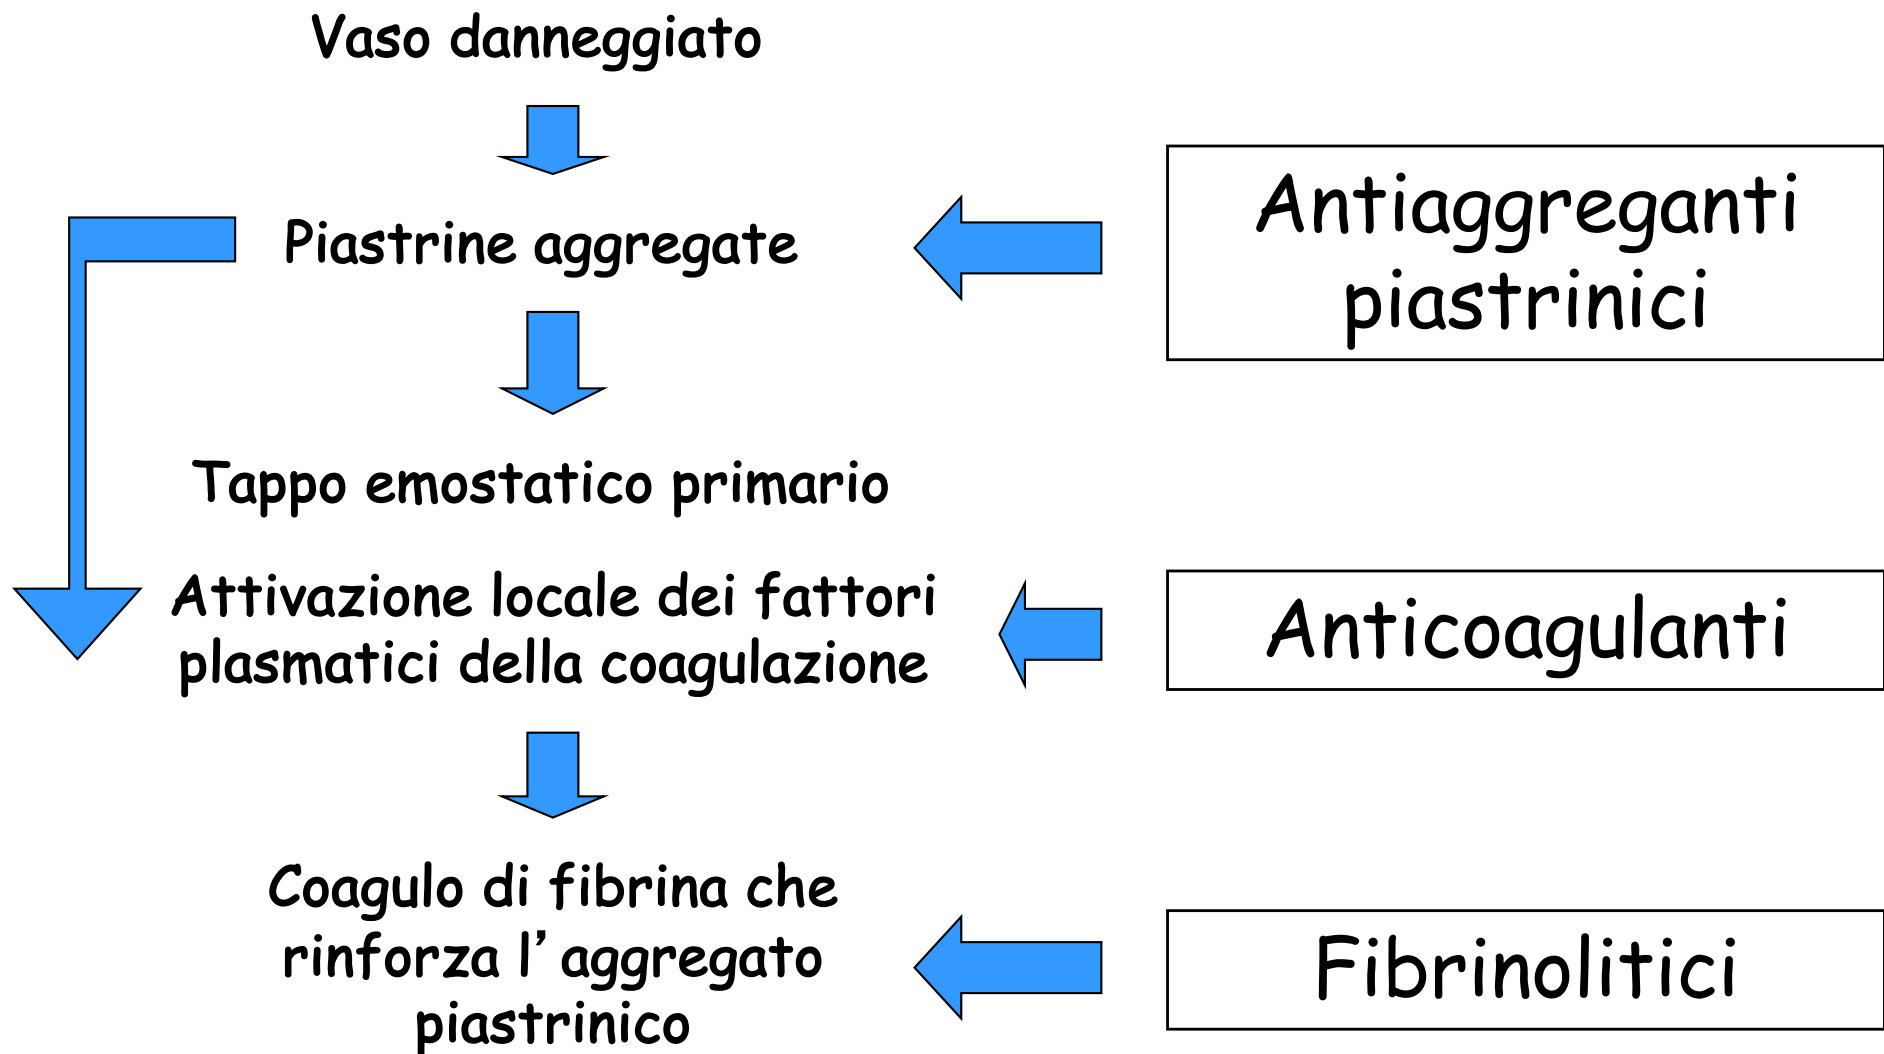 Vaso danneggiato
Piastrine aggregate
Antiaggreganti
piastrinici
Tappo emostatico primario
Attivazione locale dei fattori
plasmatici della coagulazione
Anticoagulanti
Coagulo di fibrina che
rinforza l’aggregato
piastrinico
Fibrinolitici